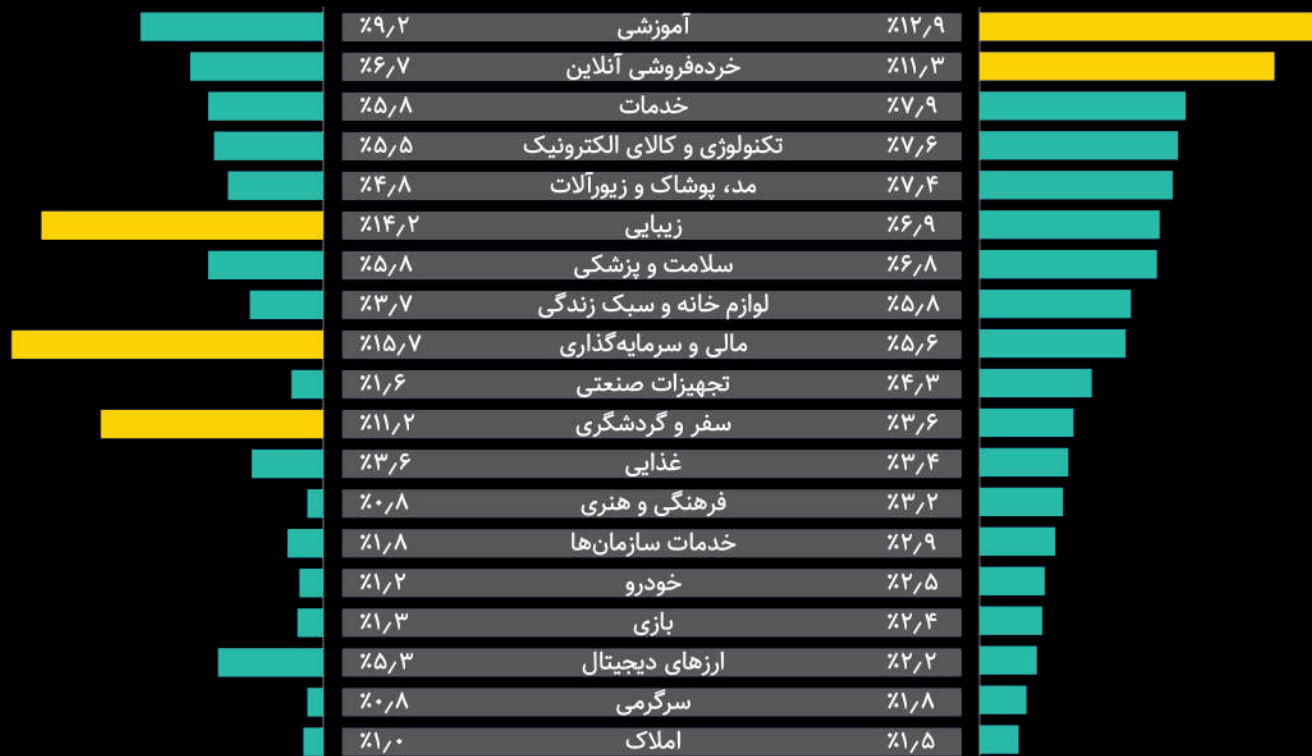 ٪۱۲٫۹ آموزشی ٪۹٫۲
٪۱۱٫۳ خرده‌فروشی آنلاین ٪۶٫۷
٪۷٫۹ خدمات ٪۵٫۸
٪۷٫۶ تکنولوژی و کالای الکترونیک ٪۵٫۵
٪۷٫۴ مد، پوشاک و زیورآلات ٪۴٫۸
٪۶٫۹ زیبایی ٪۱۴٫۲
٪۶٫۸ سلامت و پزشکی ٪۵٫۸
٪۵٫۸ لوازم خانه و سبک زندگی ٪۳٫۷
٪۵٫۶ مالی و سرمایه‌گذاری ٪۱۵٫۷
٪۴٫۳ تجهیزات صنعتی ٪۱٫۶
٪۳٫۶ سفر و گردشگری ٪۱۱٫۲
٪۳٫۴ غذایی ٪۳٫۶
٪۳٫۲ فرهنگی و هنری ٪۰٫۸
٪۲٫۹ خدمات سازمان‌ها ٪۱٫۸
٪۲٫۵ خودرو ٪۱٫۲
٪۲٫۴ بازی ٪۱٫۳
٪۲٫۲ ارزهای دیجیتال ٪۵٫۳
٪۱٫۸ سرگرمی ٪۰٫۸
٪۱٫۵ املاک ٪۱٫۰